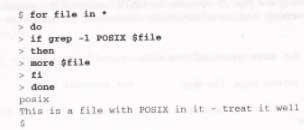 $ for file in *
> do
> if grep -l POSIX $file
> then
> more $file
> fi
> done
posix
This is a file with POSIX in it - treat it well
$